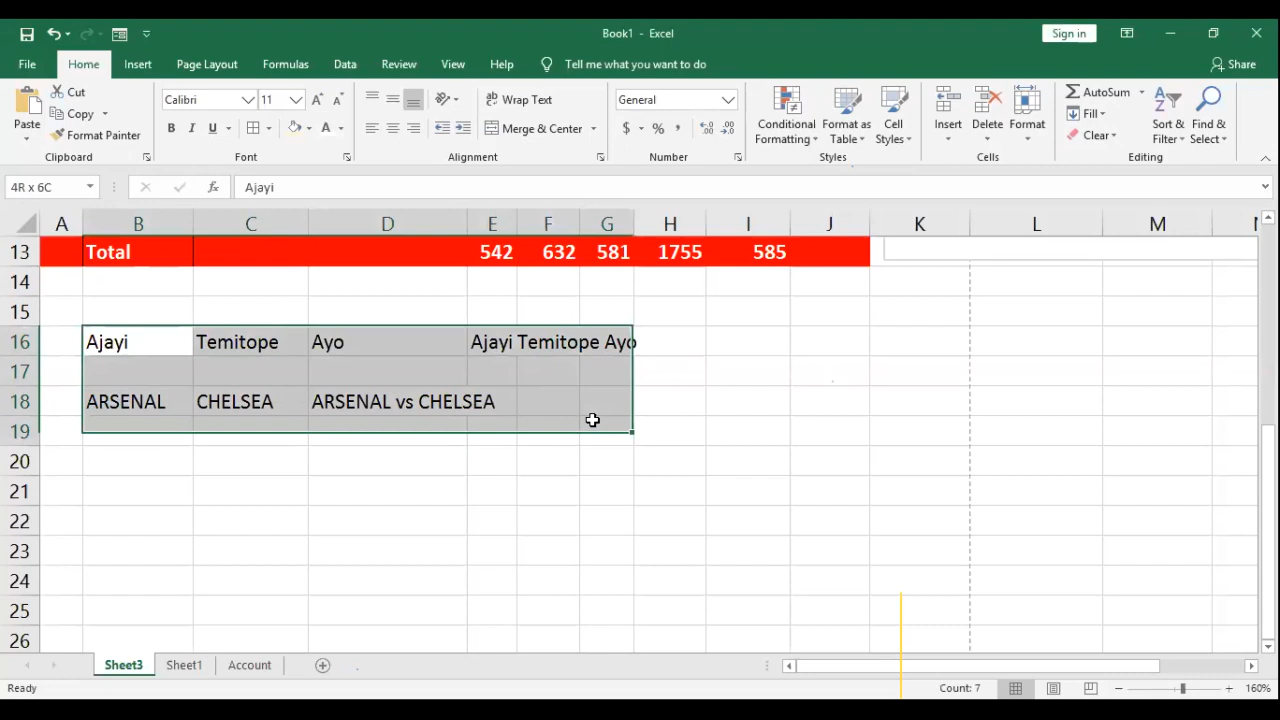 Book1 - Excel
Sign in
File Home Insert Page Layout Formulas Data Review View Help Tell me what you want to do Share
Cut
Copy
Format Painter
Paste
Clipboard
Calibri 11
B I U
Font
Wrap Text
Merge & Center
Alignment
General
$ % ,
Number
Conditional Formatting
Format as Table
Cell Styles
Styles
Insert Delete Format
Cells
AutoSum
Fill
Clear
Sort & Filter
Find & Select
Editing
4R x 6C fx Ajayi
A B C D E F G H I J K L M
13 Total 542 632 581 1755 585
14
15
16 Ajayi Temitope Ayo Ajayi Temitope Ayo
17
18 ARSENAL CHELSEA ARSENAL vs CHELSEA
19
20
21
22
23
24
25
26
Sheet3 Sheet1 Account
Ready Count: 7 160%